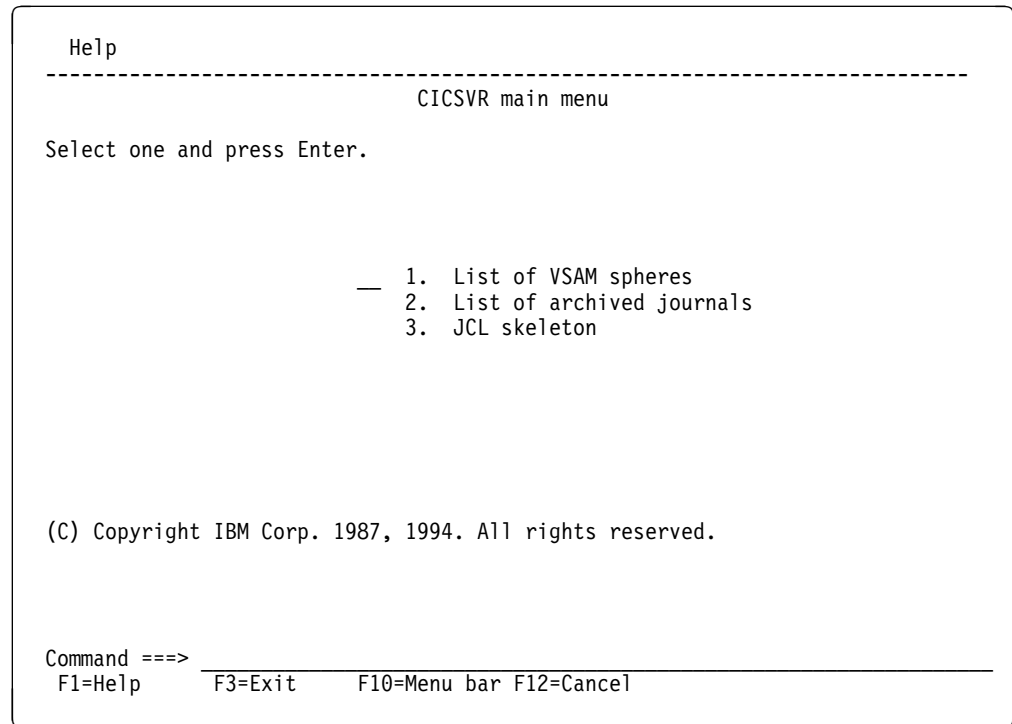 Help
--------------------------------------------------------------------------------
CICSVR main menu
Select one and press Enter.
__ 1. List of VSAM spheres
2. List of archived journals
3. JCL skeleton
(C) Copyright IBM Corp. 1987, 1994. All rights reserved.
Command ===> __________________________________________________________________
F1=Help F3=Exit F10=Menu bar F12=Cancel